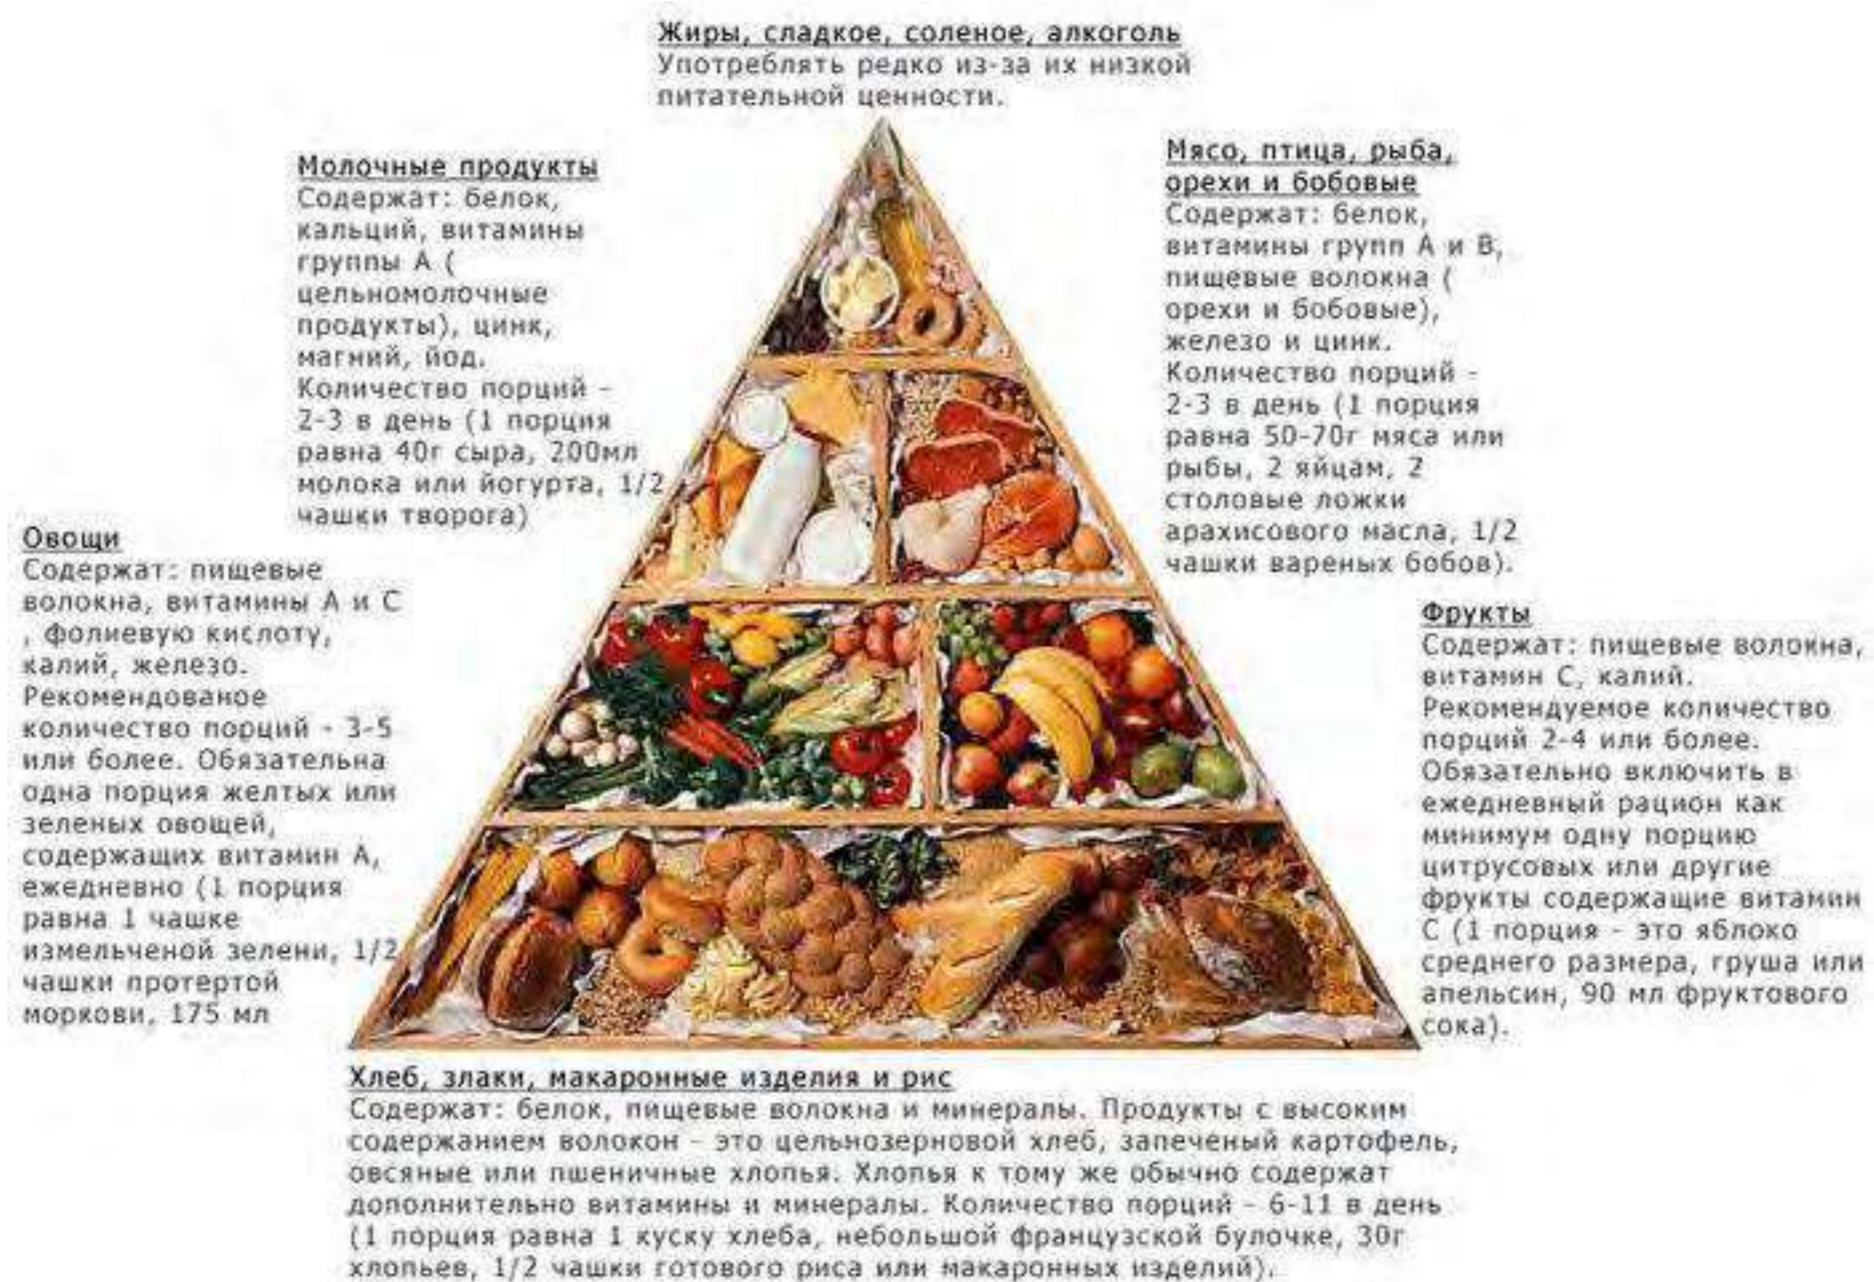 Жиры, сладкое, соленое, алкоголь
Употреблять редко из-за их низкой
питательной ценности.
Молочные продукты
Содержат: белок,
кальций, витамины
группы А (
цельномолочные
продукты), цинк,
магний, йод.
Количество порций -
2-3 в день (1 порция
равна 40г сыра, 200мл
молока или йогурта, 1/2
чашки творога)
Мясо, птица, рыба,
орехи и бобовые
Содержат: белок,
витамины групп А и В,
пищевые волокна (
орехи и бобовые),
железо и цинк.
Количество порций -
2-3 в день (1 порция
равна 50-70г мяса или
рыбы, 2 яйцам, 2
столовые ложки
арахисового масла, 1/2
чашки вареных бобов).
Овощи
Содержат: пищевые
волокна, витамины А и С
, фолиевую кислоту,
калий, железо.
Рекомендованое
количество порций - 3-5
или более. Обязательна
одна порция желтых или
зеленых овощей,
содержащих витамин А,
ежедневно (1 порция
равна 1 чашке
измельченой зелени, 1/2
чашки протертой
моркови, 175 мл
Фрукты
Содержат: пищевые волокна,
витамин С, калий.
Рекомендуемое количество
порций 2-4 или более.
Обязательно включить в
ежедневный рацион как
минимум одну порцию
цитрусовых или другие
фрукты содержащие витамин
С (1 порция - это яблоко
среднего размера, груша или
апельсин, 90 мл фруктового
сока).
Хлеб, злаки, макаронные изделия и рис
Содержат: белок, пищевые волокна и минералы. Продукты с высоким
содержанием волокон - это цельнозерновой хлеб, запеченый картофель,
овсяные или пшеничные хлопья. Хлопья к тому же обычно содержат
дополнительно витамины и минералы. Количество порций - 6-11 в день
(1 порция равна 1 куску хлеба, небольшой французской булочке, 30г
хлопьев, 1/2 чашки готового риса или макаронных изделий).